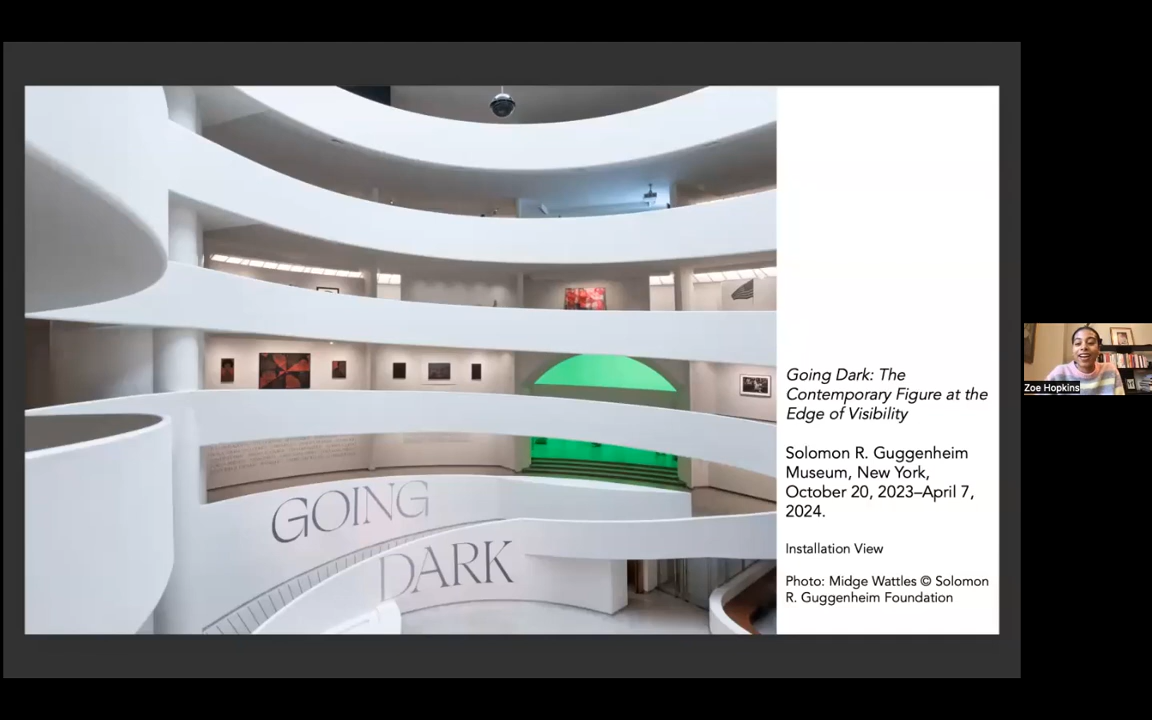 GOING
DARK
Going Dark: The
Contemporary Figure at the
Edge of Visibility
Solomon R. Guggenheim
Museum, New York,
October 20, 2023–April 7,
2024.
Installation View
Photo: Midge Wattles © Solomon
R. Guggenheim Foundation
Zoe Hopkins